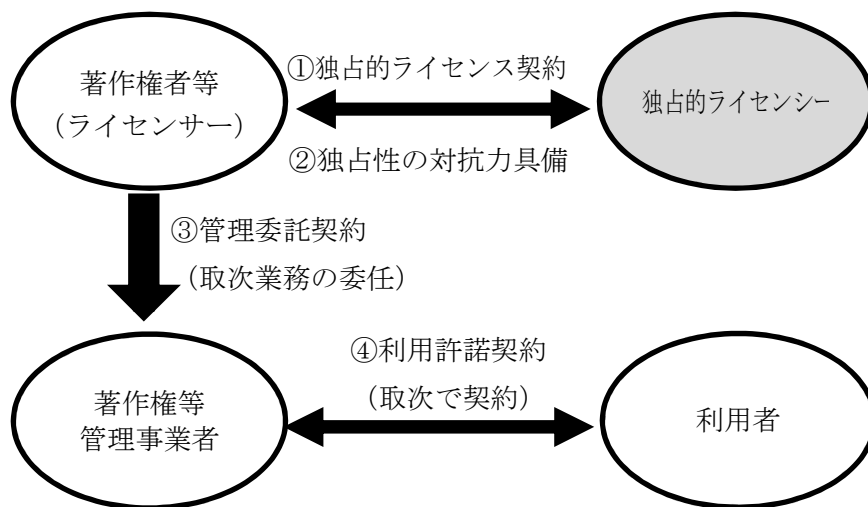 著作権者等
（ライセンサー）
①独占的ライセンス契約
②独占性の対抗力具備
独占的ライセンシー
③管理委託契約
（取次業務の委任）
著作権等
管理事業者
④利用許諾契約
（取次で契約）
利用者